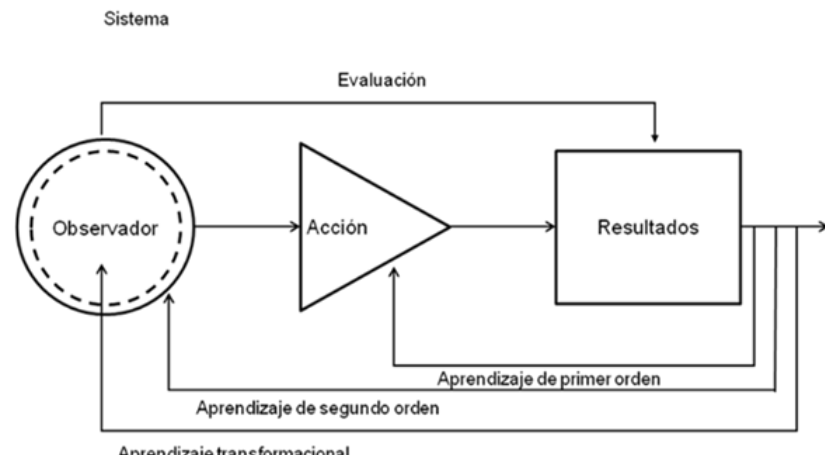 Sistema
Evaluación
Observador
Acción
Resultados
Aprendizaje de primer orden
Aprendizaje de segundo orden
Aprendizaje transformacional